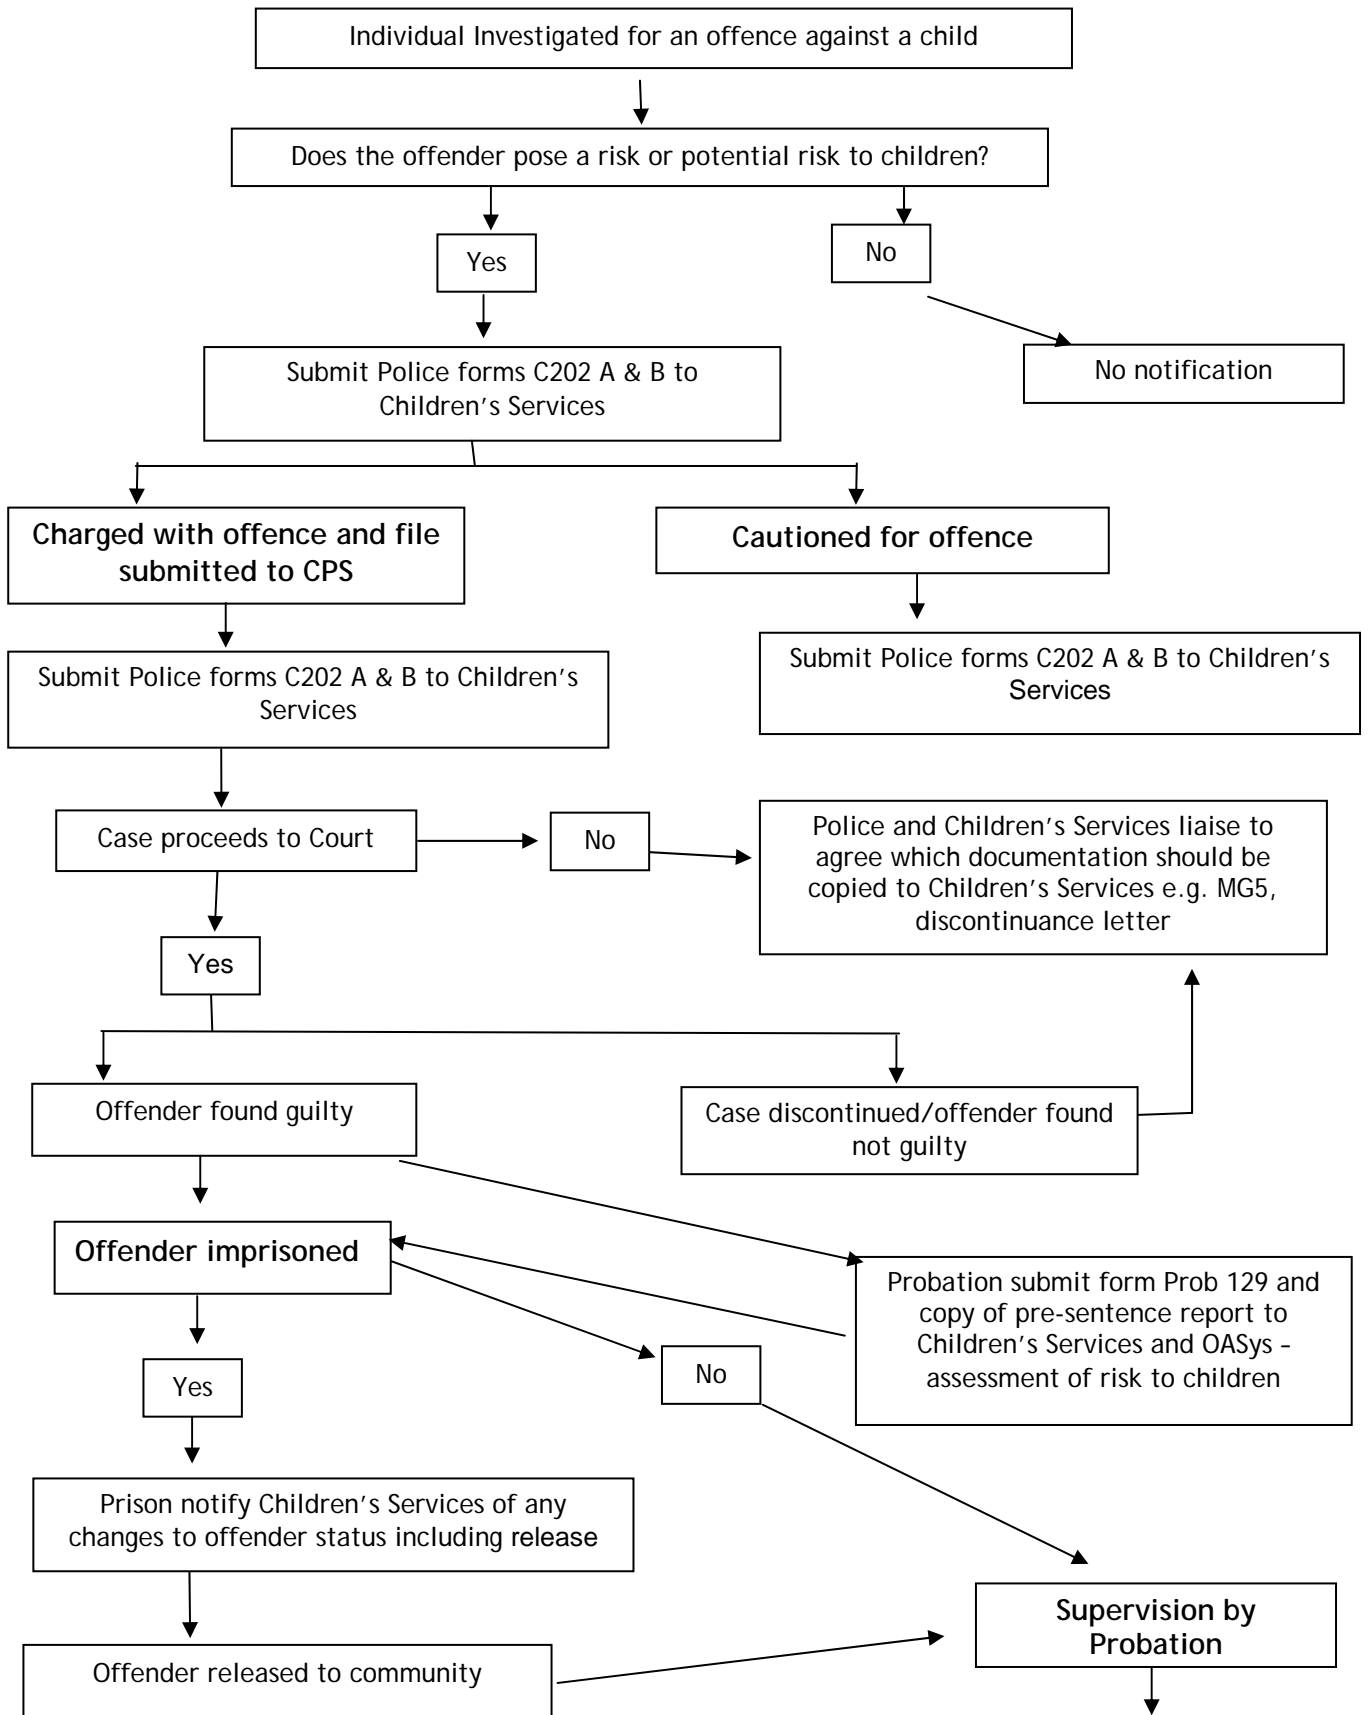 Individual Investigated for an offence against a child
Does the offender pose a risk or potential risk to children?
Yes
No
Submit Police forms C202 A & B to
Children's Services
No notification
Charged with offence and file
submitted to CPS
Cautioned for offence
Submit Police forms C202 A & B to Children's
Services
Submit Police forms C202 A & B to Children's
Services
Case proceeds to Court
No
Police and Children's Services liaise to
agree which documentation should be
copied to Children's Services e.g. MG5,
discontinuance letter
Yes
Offender found guilty
Case discontinued/offender found
not guilty
Offender imprisoned
Probation submit form Prob 129 and
copy of pre-sentence report to
Children's Services and OASys –
assessment of risk to children
Yes
No
Prison notify Children's Services of any
changes to offender status including release
Supervision by
Probation
Offender released to community